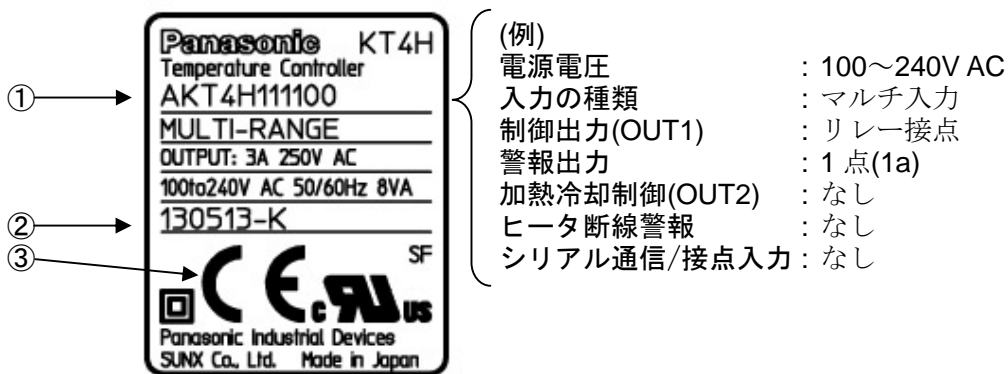 Panasonic KT4H
Temperature Controller
① AKT4H111100
MULTI-RANGE
OUTPUT: 3A 250V AC
100to240V AC 50/60Hz 8VA
② 130513-K
③ CE SF
c RU us
Panasonic Industrial Devices
SUNX Co., Ltd. Made in Japan
(例)
電源電圧 : 100～240V AC
入力の種類 : マルチ入力
制御出力(OUT1) : リレー接点
警報出力 : 1 点(1a)
加熱冷却制御(OUT2) : なし
ヒータ断線警報 : なし
シリアル通信/接点入力 : なし